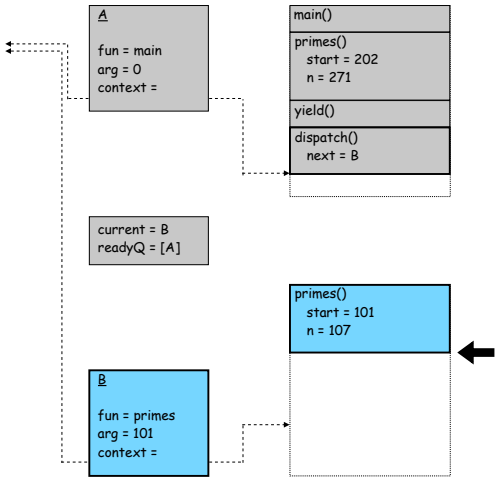 A
fun = main
arg = 0
context =
main()
primes()
start = 202
n = 271
yield()
dispatch()
next = B
current = B
readyQ = [A]
primes()
start = 101
n = 107
B
fun = primes
arg = 101
context =